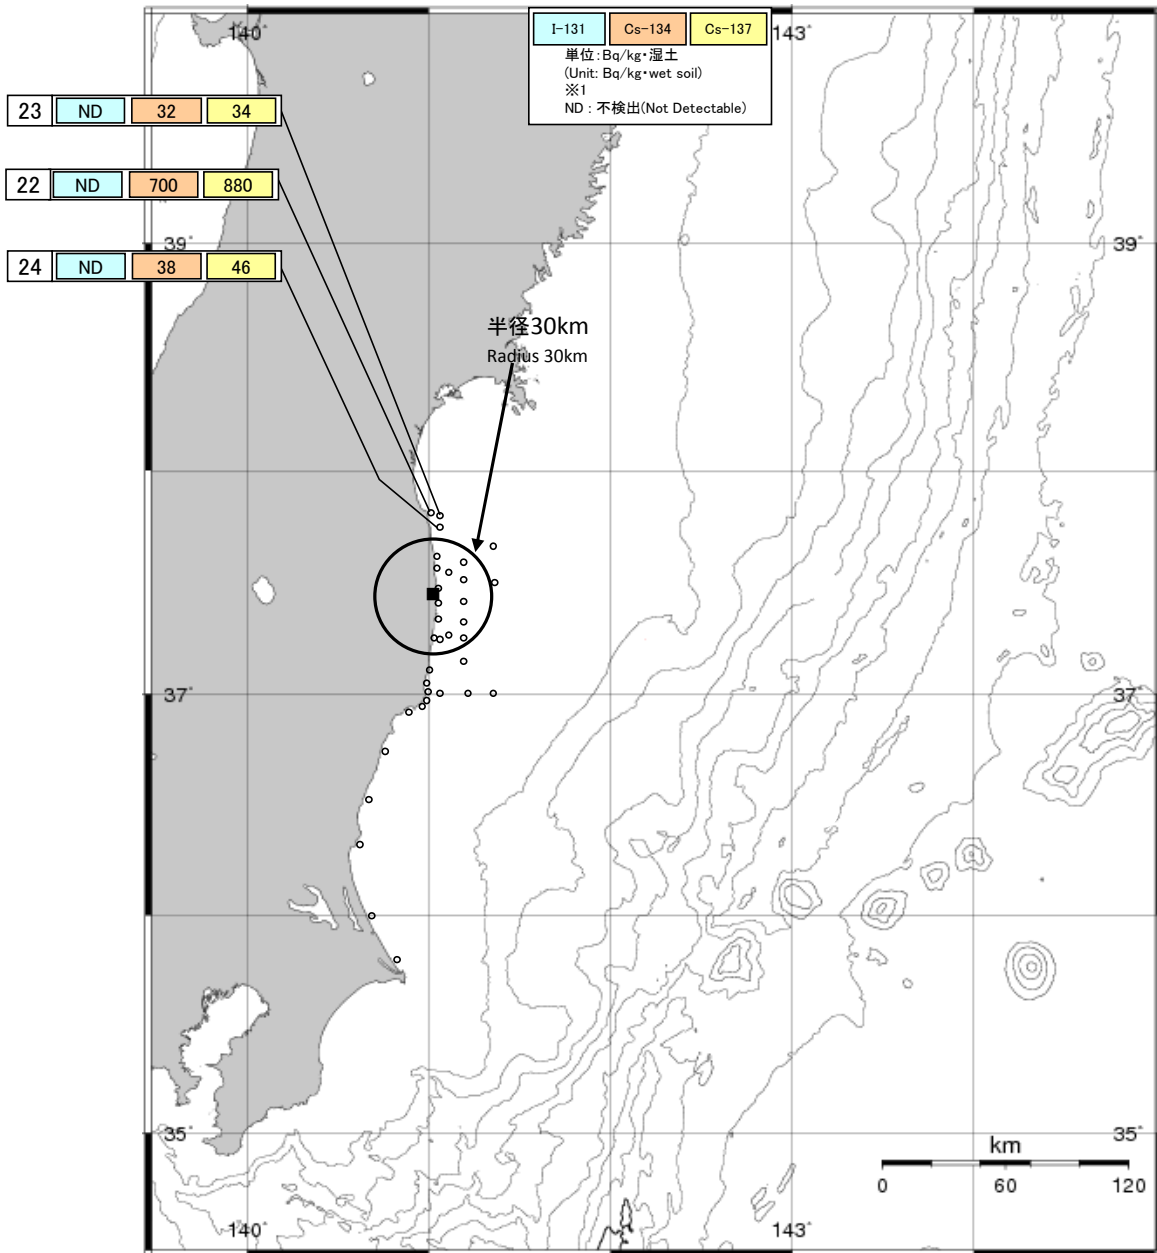 140°
143°
I-131 Cs-134 Cs-137
単位:Bq/kg・湿土
(Unit: Bq/kg・wet soil)
※1
ND : 不検出(Not Detectable)
23 ND 32 34
22 ND 700 880
39°
39°
24 ND 38 46
半径30km
Radius 30km
37°
37°
35°
35°
km
0 60 120
140°
143°